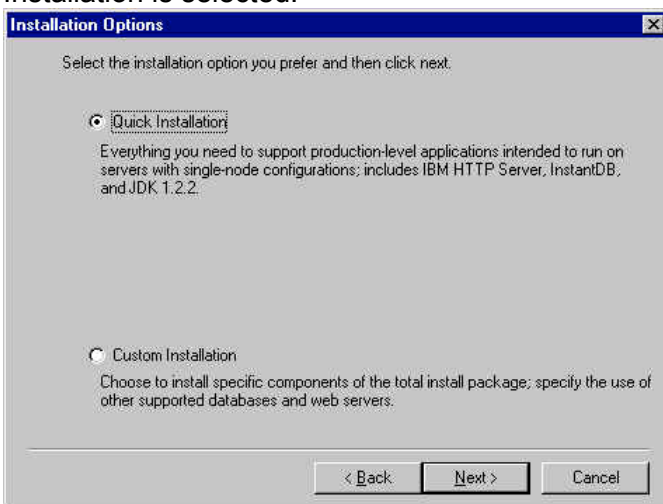 Installation is selected.
Installation Options
Select the installation option you prefer and then click next.
Quick Installation
Everything you need to support production-level applications intended to run on
servers with single-node configurations; includes IBM HTTP Server, InstantDB,
and JDK 1.2.2.
Custom Installation
Choose to install specific components of the total install package; specify the use of
other supported databases and web servers.
< Back
Next >
Cancel